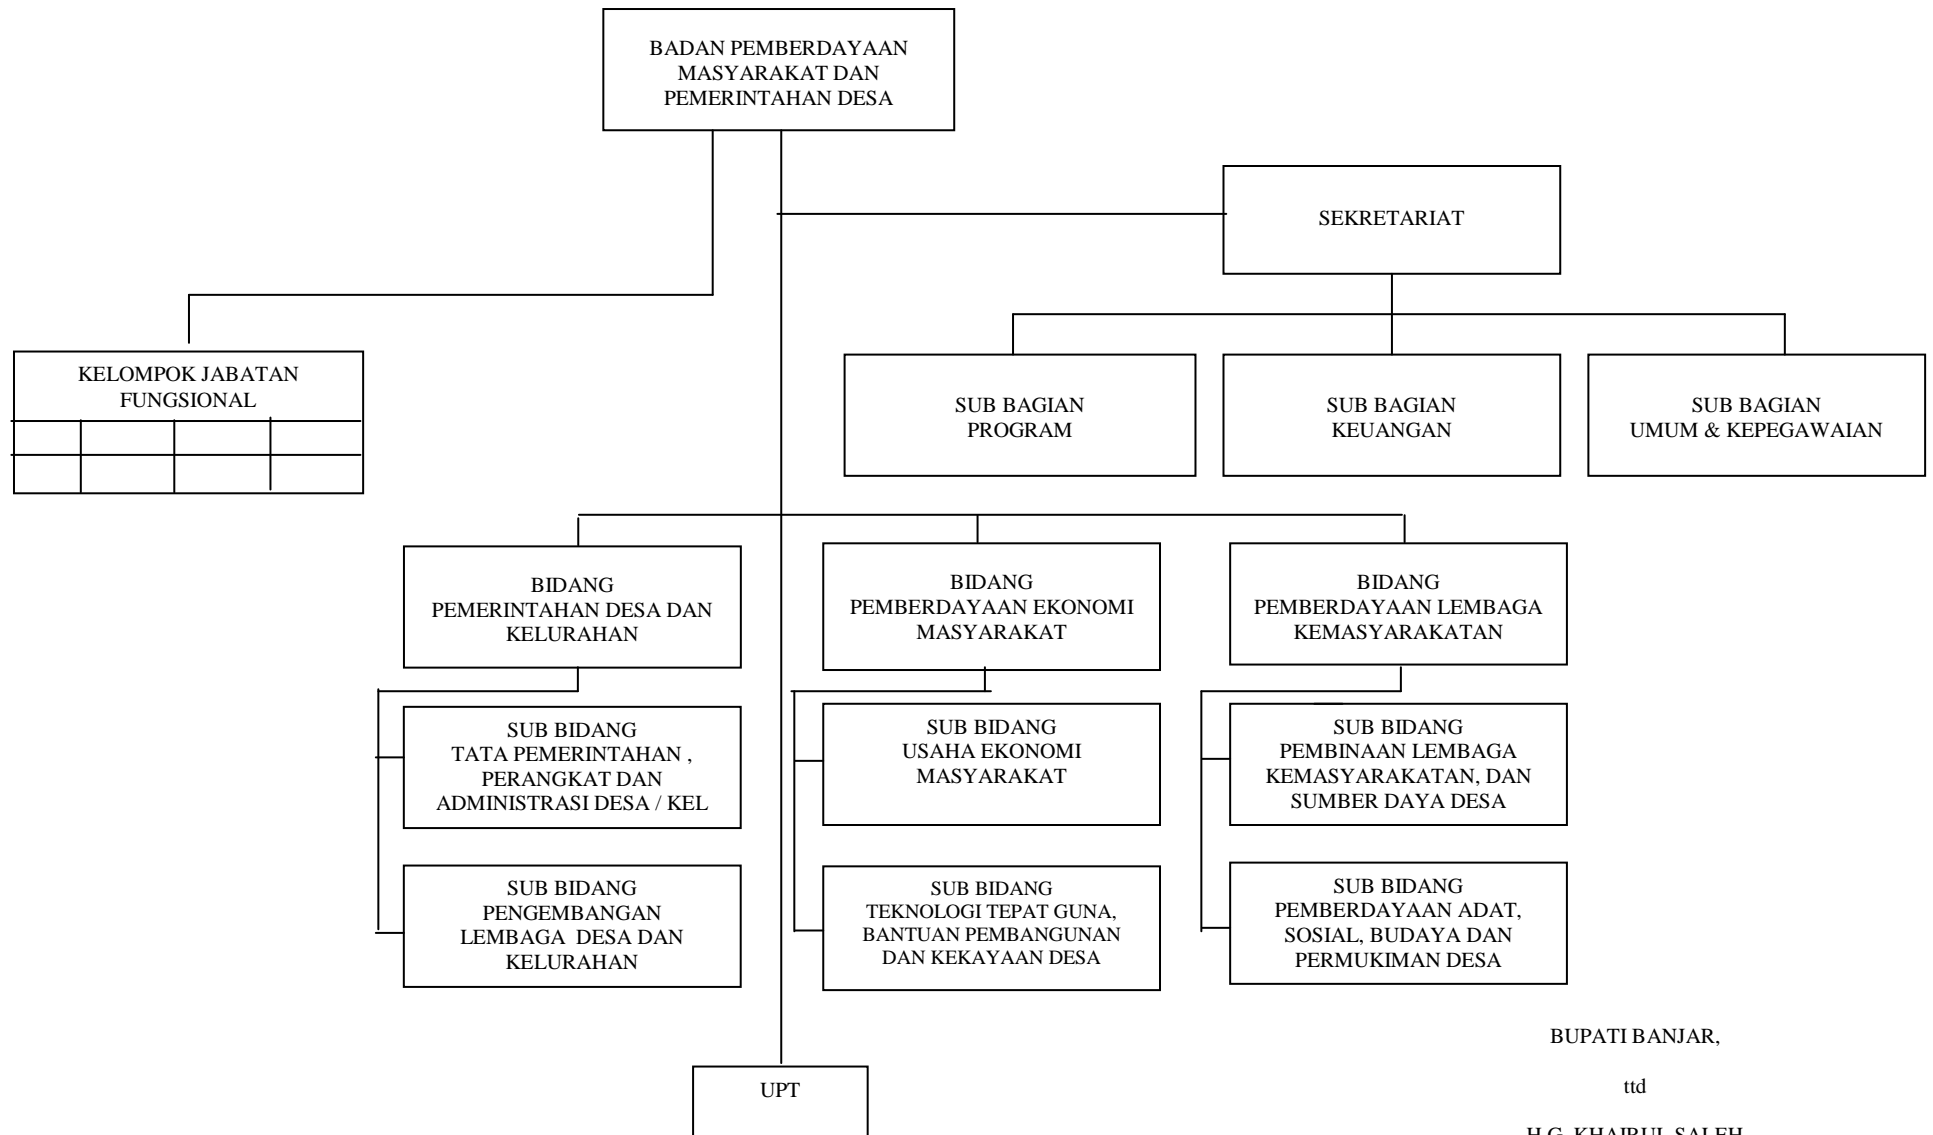 BADAN PEMBERDAYAAN
MASYARAKAT DAN
PEMERINTAHAN DESA
SEKRETARIAT
KELOMPOK JABATAN
FUNGSIONAL
SUB BAGIAN
PROGRAM
SUB BAGIAN
KEUANGAN
SUB BAGIAN
UMUM & KEPEGAWAIAN
BIDANG
PEMERINTAHAN DESA DAN
KELURAHAN
BIDANG
PEMBERDAYAAN EKONOMI
MASYARAKAT
BIDANG
PEMBERDAYAAN LEMBAGA
KEMASYARAKATAN
SUB BIDANG
TATA PEMERINTAHAN ,
PERANGKAT DAN
ADMINISTRASI DESA / KEL
SUB BIDANG
USAHA EKONOMI
MASYARAKAT
SUB BIDANG
PEMBINAAN LEMBAGA
KEMASYARAKATAN, DAN
SUMBER DAYA DESA
SUB BIDANG
PENGEMBANGAN
LEMBAGA DESA DAN
KELURAHAN
SUB BIDANG
TEKNOLOGI TEPAT GUNA,
BANTUAN PEMBANGUNAN
DAN KEKAYAAN DESA
SUB BIDANG
PEMBERDAYAAN ADAT,
SOSIAL, BUDAYA DAN
PERMUKIMAN DESA
UPT
BUPATI BANJAR,
ttd
H.G. KHAIRUL SALEH